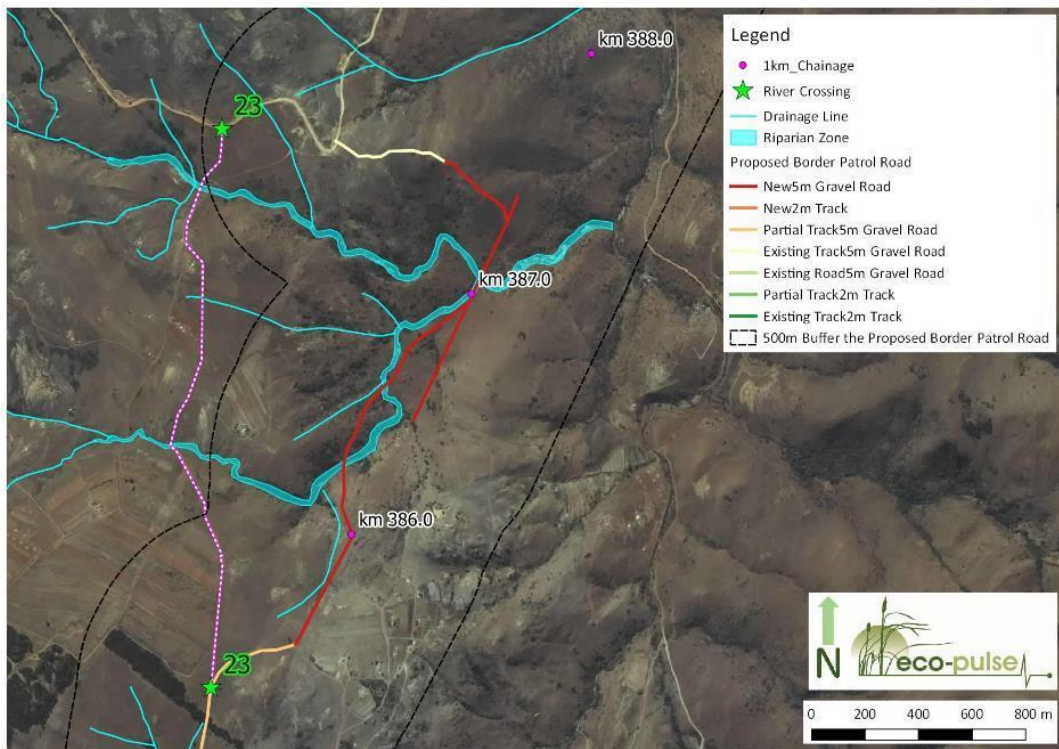 km 388.0
23
km 387.0
km 386.0
23
Legend
1km_Chainage
River Crossing
Drainage Line
Riparian Zone
Proposed Border Patrol Road
New5m Gravel Road
New2m Track
Partial Track5m Gravel Road
Existing Track5m Gravel Road
Existing Road5m Gravel Road
Partial Track2m Track
Existing Track2m Track
500m Buffer the Proposed Border Patrol Road
N
eco-pulse
0 200 400 600 800 m